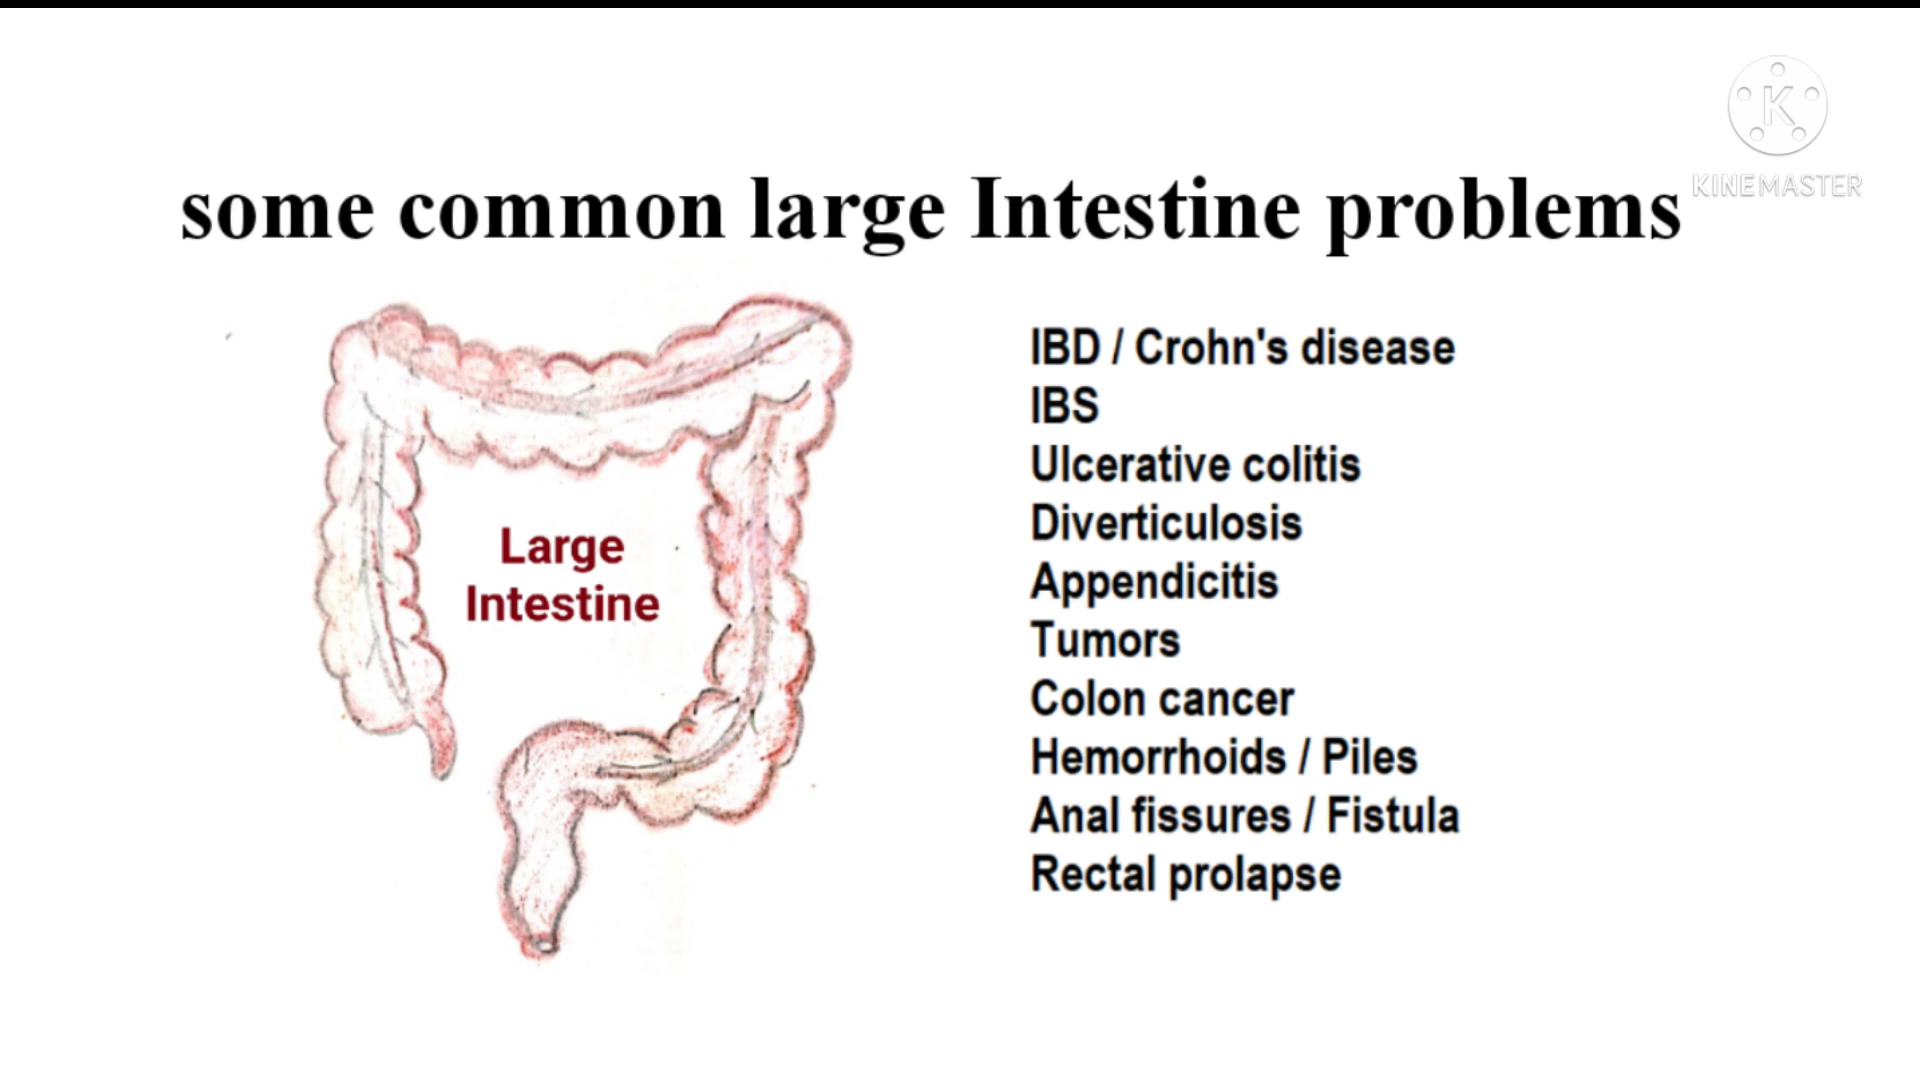 K
KINEMASTER
some common large Intestine problems
Large
Intestine
IBD / Crohn's disease
IBS
Ulcerative colitis
Diverticulosis
Appendicitis
Tumors
Colon cancer
Hemorrhoids / Piles
Anal fissures / Fistula
Rectal prolapse